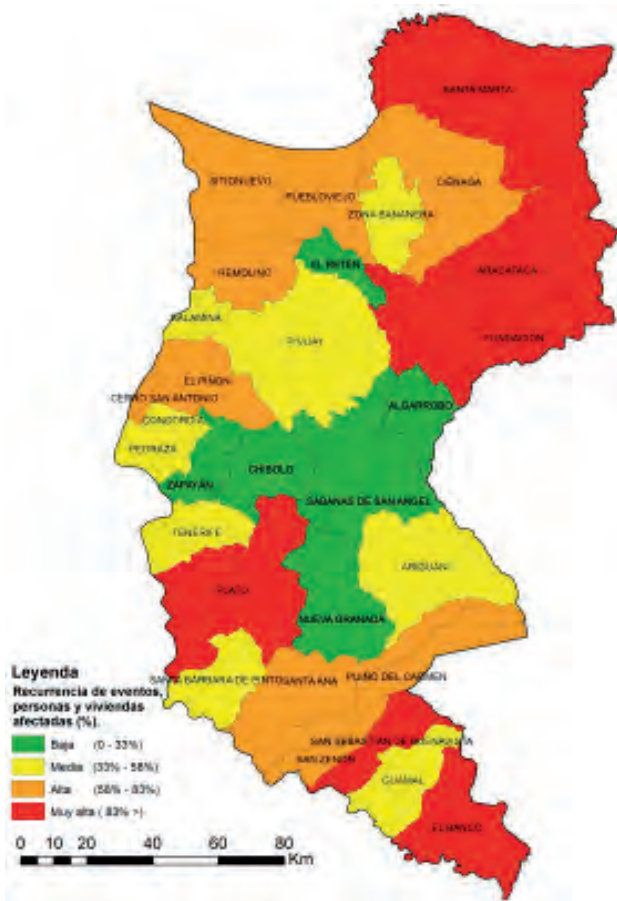 SANTA MARTA
SITIONUEVO
PUEBLOVIEJO
CIÉNAGA
ZONA BANANERA
EL RETÉN
ARACATACA
REMOLINO
SALAMINA
PIVIJAY
FUNDACIÓN
EL PIÑÓN
CERRO SAN ANTONIO
ALGARROBO
CONCORDIA
PEDRAZA
CHIBOLO
ZAPAYÁN
SABANAS DE SAN ANGEL
TENERIFE
ARIGUANÍ
PLATO
NUEVA GRANADA
SANTA BÁRBARA DE PINTO
SANTA ANA
PIJIÑO DEL CARMEN
SAN SEBASTIAN DE BUENAVISTA
SAN ZENÓN
GUAMAL
EL BANCO
Leyenda
Recurrencia de eventos,
personas y viviendas
afectadas (%).
Baja (0 - 33%)
Media (33% - 58%)
Alta (58% - 83%)
Muy alta ( 83% >)
0 10 20 40 60 80
Km